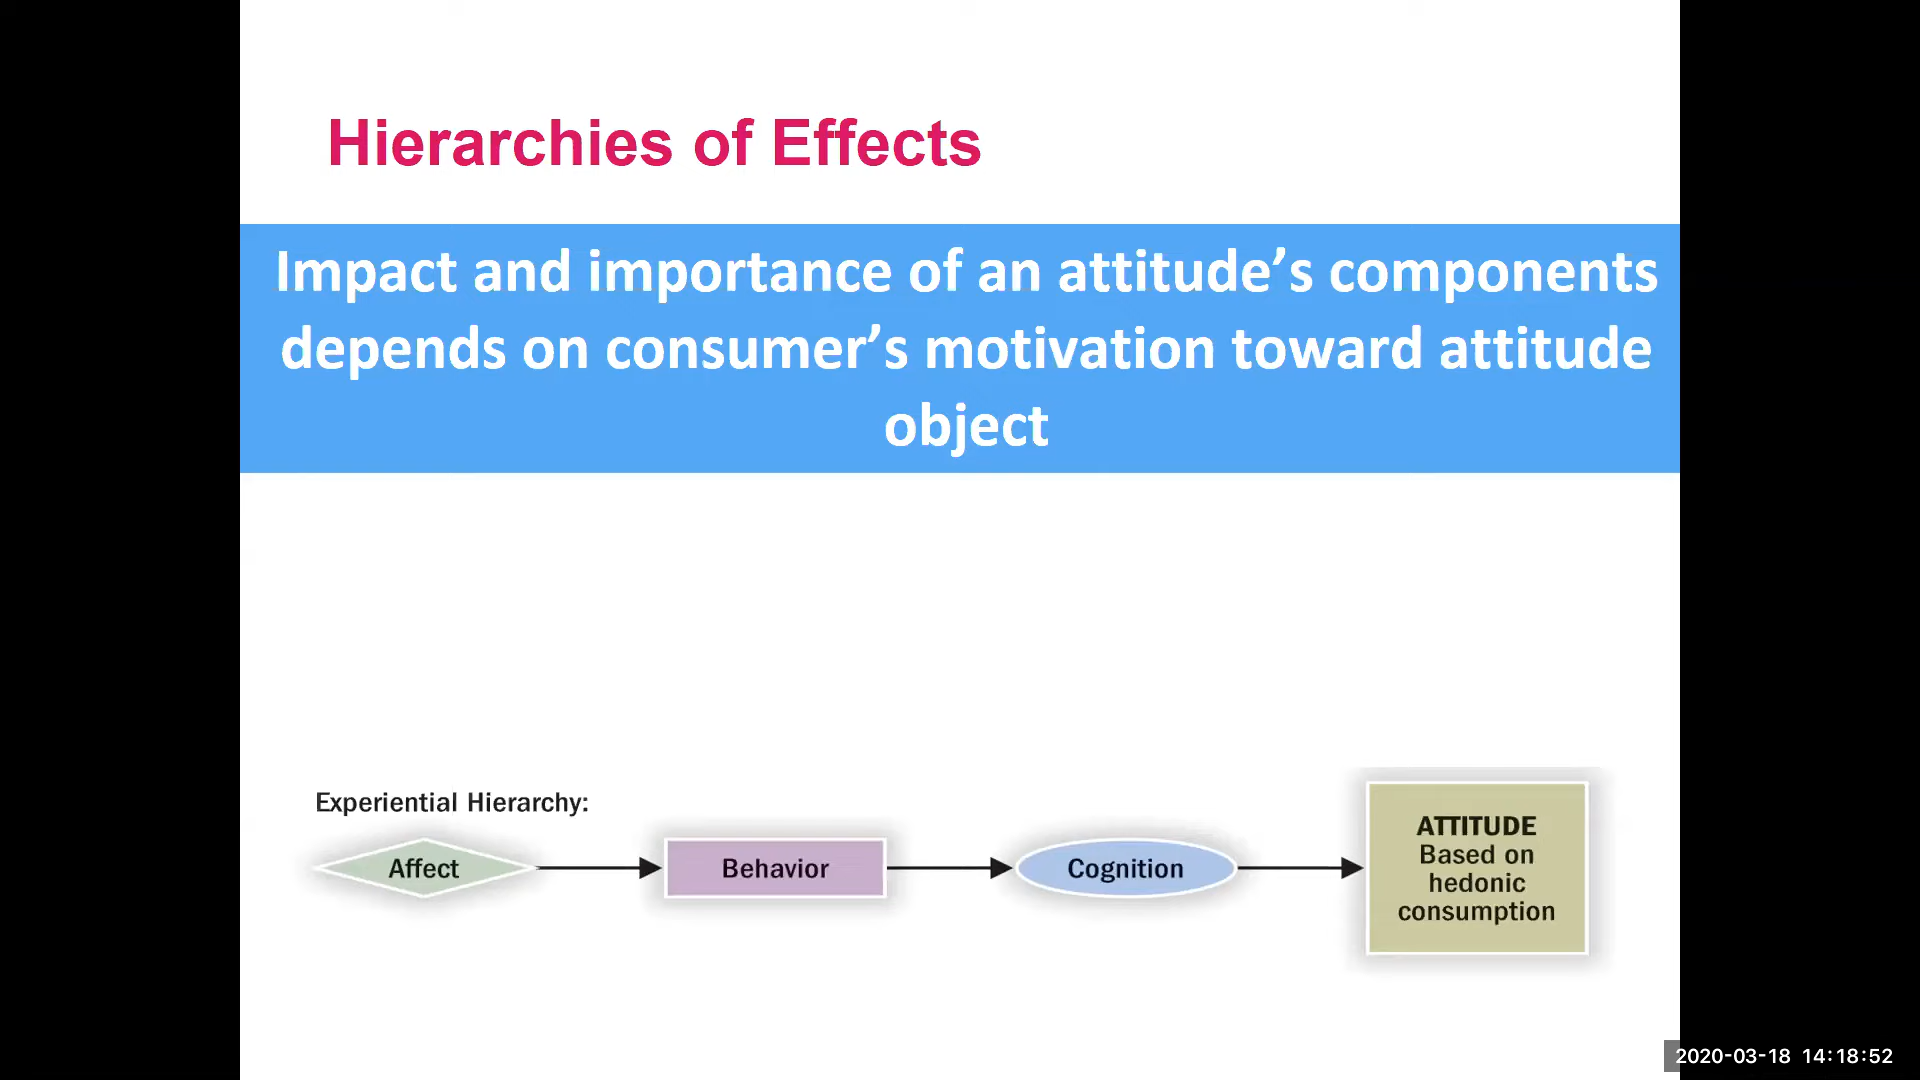 Hierarchies of Effects
Impact and importance of an attitude’s components
depends on consumer’s motivation toward attitude
object
Experiential Hierarchy:
Affect
Behavior
Cognition
ATTITUDE
Based on
hedonic
consumption
2020-03-18 14:18:52